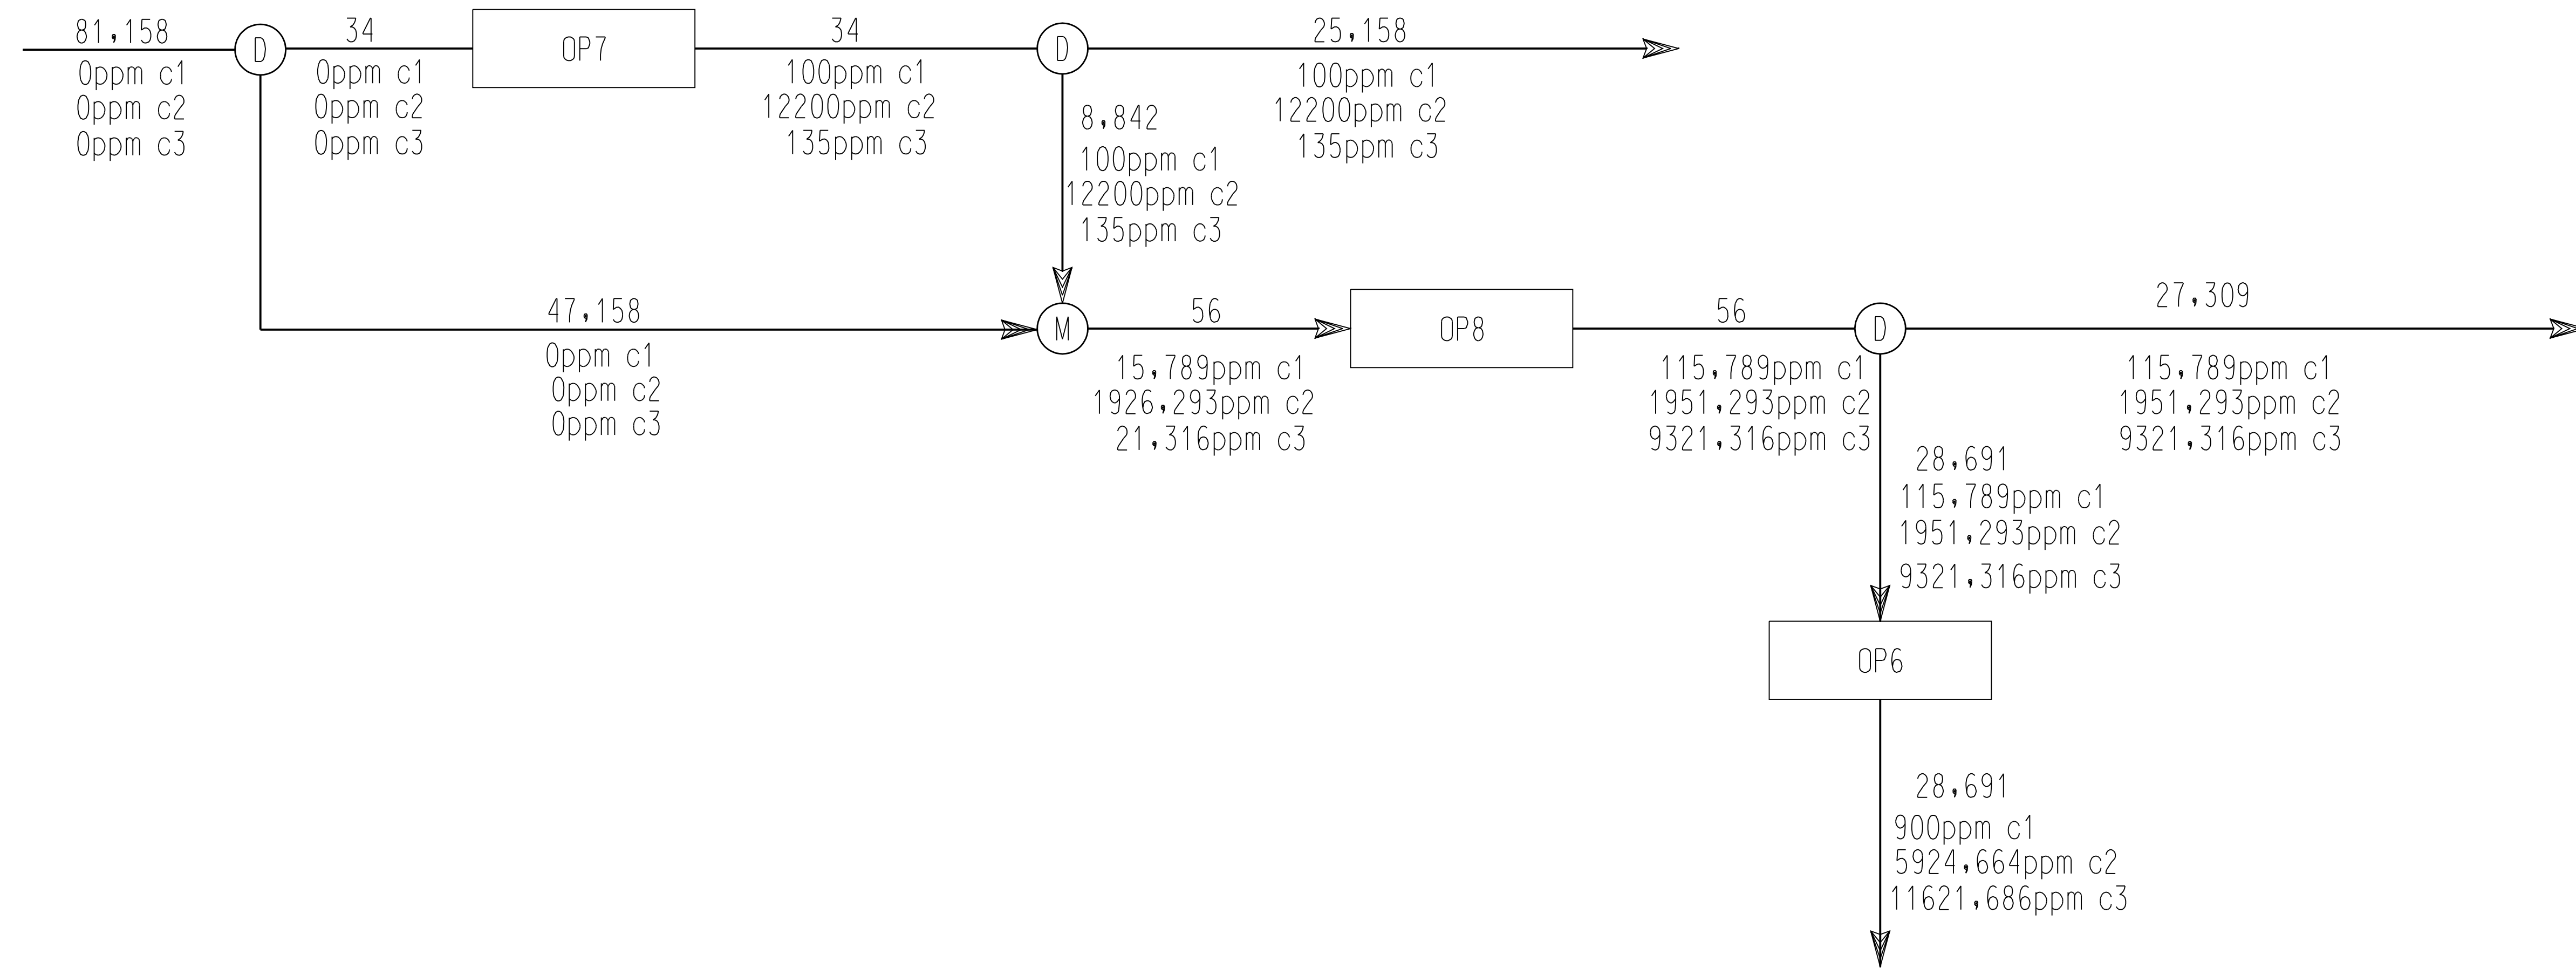 81,158
0ppm c1
0ppm c2
0ppm c3
D
34
0ppm c1
0ppm c2
0ppm c3
OP7
34
100ppm c1
12200ppm c2
135ppm c3
D
25,158
100ppm c1
12200ppm c2
135ppm c3
8,842
100ppm c1
12200ppm c2
135ppm c3
47,158
0ppm c1
0ppm c2
0ppm c3
M
56
15,789ppm c1
1926,293ppm c2
21,316ppm c3
OP8
56
115,789ppm c1
1951,293ppm c2
9321,316ppm c3
D
27,309
115,789ppm c1
1951,293ppm c2
9321,316ppm c3
28,691
115,789ppm c1
1951,293ppm c2
9321,316ppm c3
OP6
28,691
900ppm c1
5924,664ppm c2
11621,686ppm c3